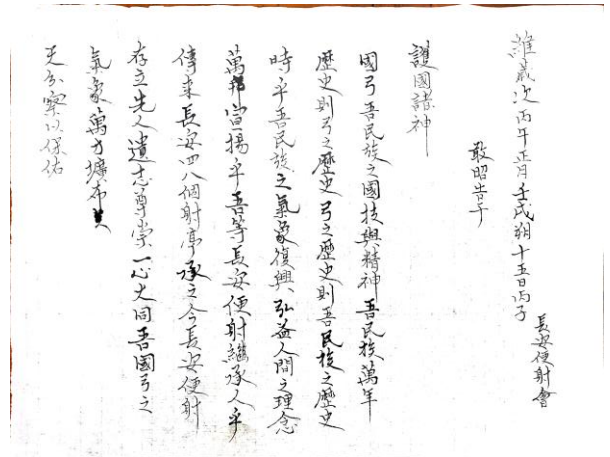 維歲次丙午正月壬戌朔十五日丙子
長安便射會
敢昭告于
護國諸神
國弓吾民族之國技與精神 吾民族萬年
歷史則弓之歷史 弓之歷史則吾民族之歷史
時乎吾民族之氣象復興 弘益人間之理念
萬邦宣揚乎 吾等長安便射繼承人乎
傳來長安四八個射亭承之今長安便射
存立先人遺志尊崇一心大同吾國弓之
氣象萬方擴布
天分察以保佑